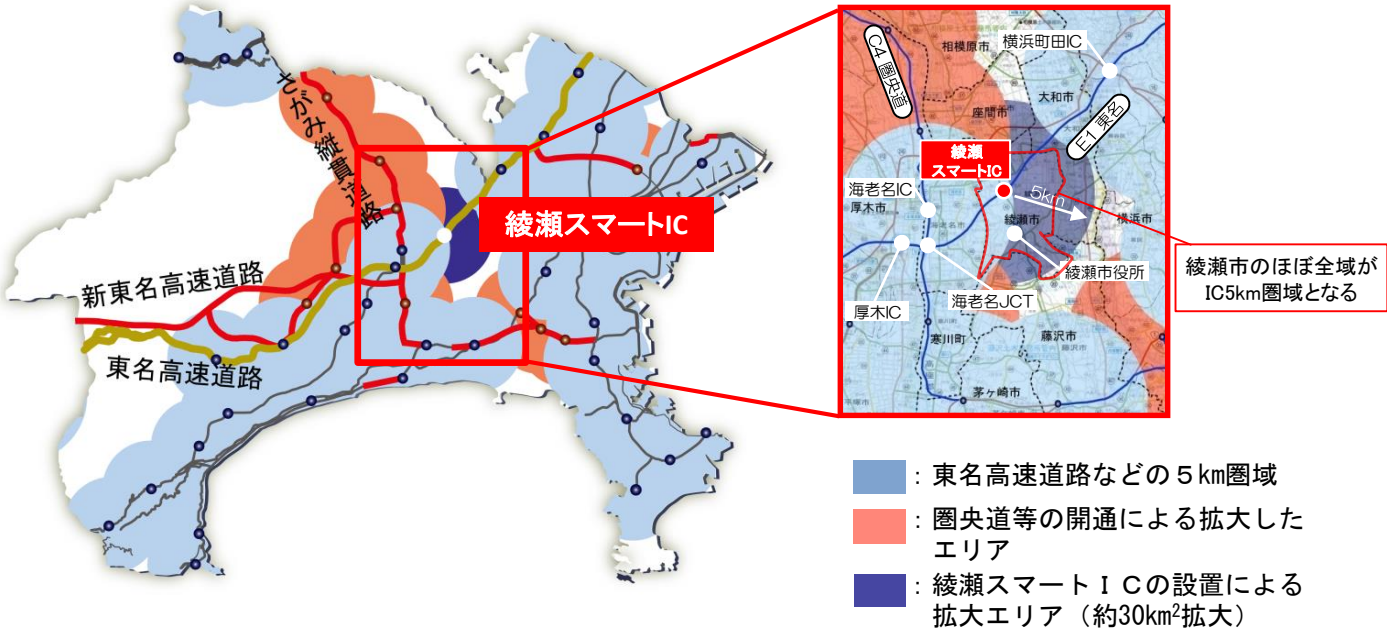 さがみ縦貫道路
新東名高速道路
東名高速道路
綾瀬スマートIC
C4 圏央道
相模原市
横浜町田IC
大和市
座間市
E1 東名
綾瀬
スマートIC
海老名IC
厚木市
5km
横浜市
海老名市
綾瀬市
綾瀬市役所
厚木IC
海老名JCT
寒川町
藤沢市
茅ヶ崎市
綾瀬市のほぼ全域が
IC5km圏域となる
：東名高速道路などの５km圏域
：圏央道等の開通による拡大した
エリア
：綾瀬スマートＩＣの設置による
拡大エリア（約30km²拡大）